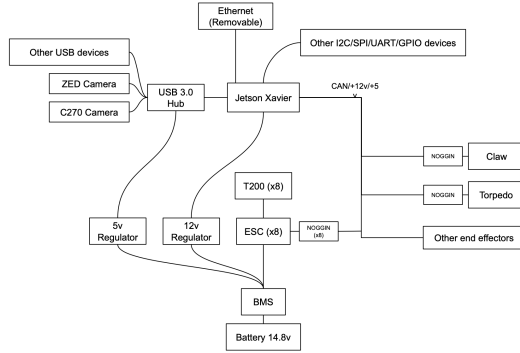 Ethernet
(Removable)
Other USB devices
Other I2C/SPI/UART/GPIO devices
ZED Camera
USB 3.0
Hub
Jetson Xavier
CAN/+12v/+5
C270 Camera
NOGGIN
Claw
T200 (x8)
NOGGIN
Torpedo
5v
Regulator
12v
Regulator
ESC (x8)
NOGGIN
(x8)
Other end effectors
BMS
Battery 14.8v